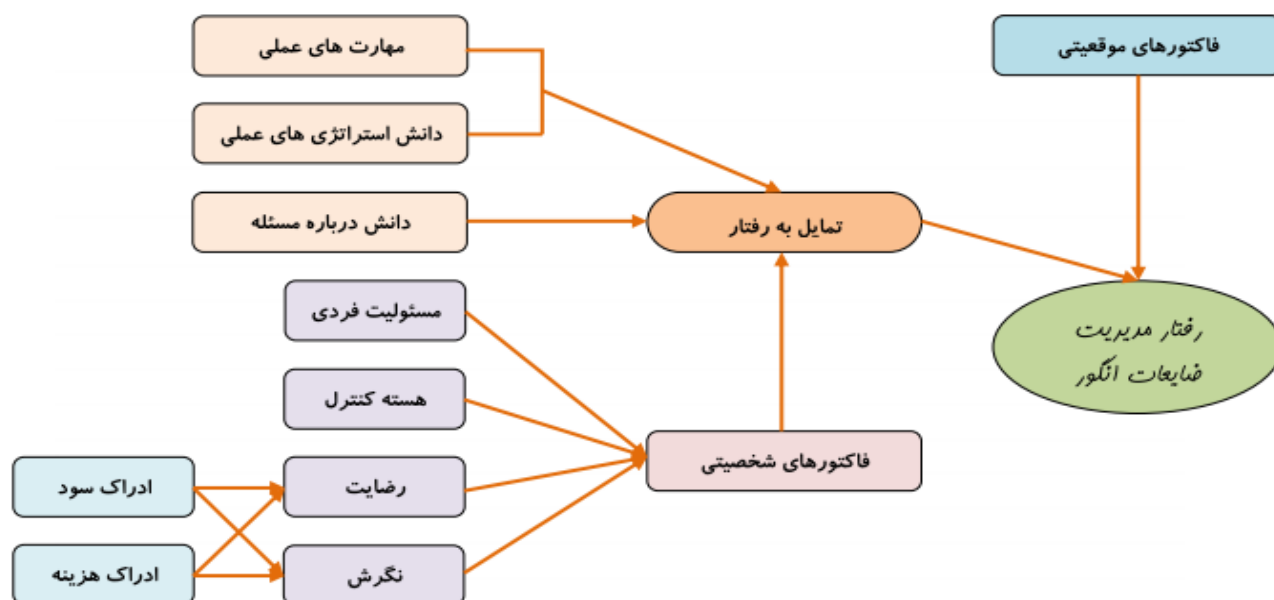 مهارت های عملی
فاکتورهای موقعیتی
دانش استراتژی های عملی
دانش درباره مسئله
تمایل به رفتار
مسئولیت فردی
رفتار مدیریت
ضایعات انگور
هسته کنترل
فاکتورهای شخصیتی
رضایت
ادراک سود
نگرش
ادراک هزینه